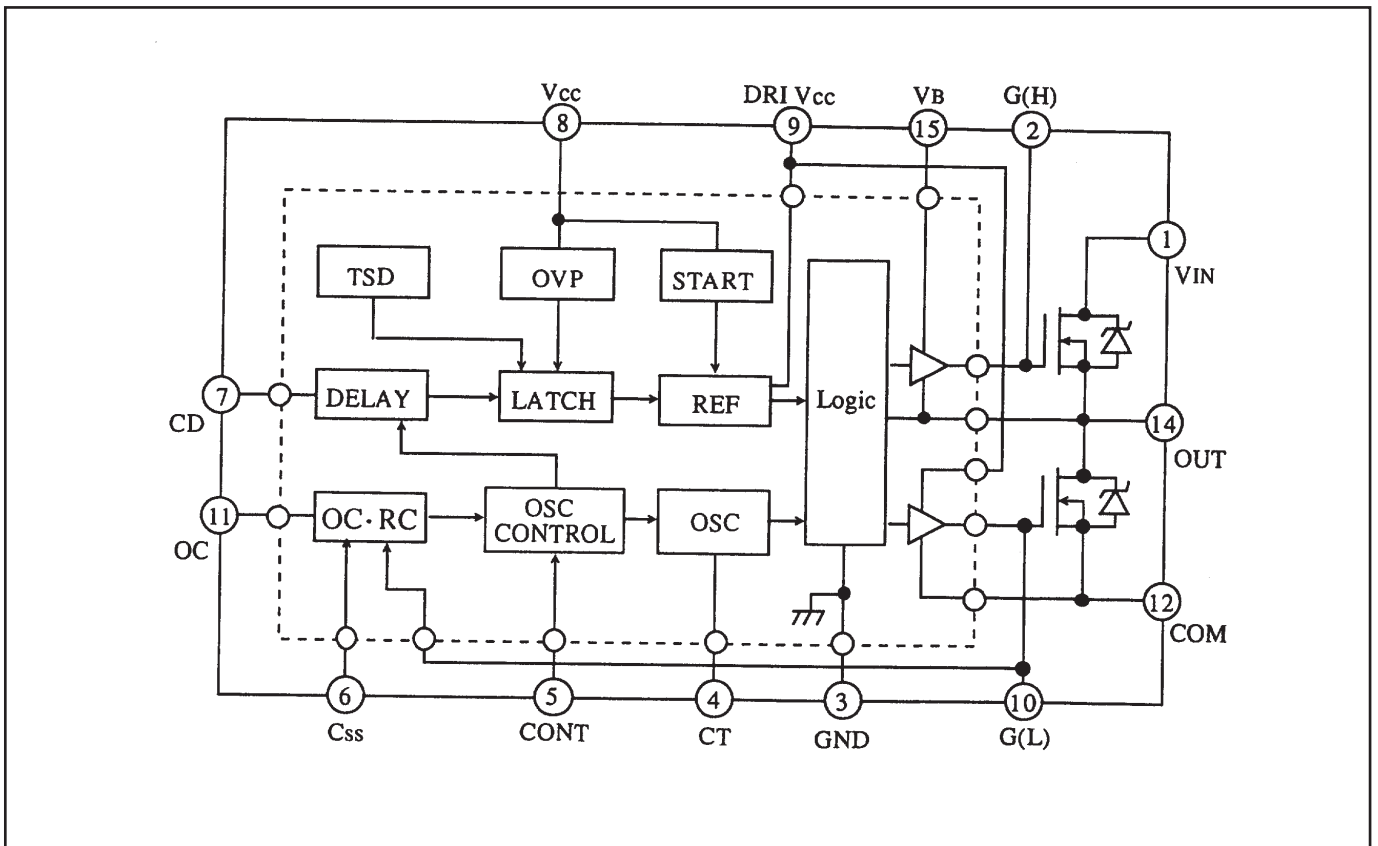 Vcc
DRI Vcc
VB
G(H)
8
9
15
2
1
VIN
TSD
OVP
START
7
CD
DELAY
LATCH
REF
Logic
14
OUT
11
OC
OC·RC
OSC
CONTROL
OSC
12
COM
6
5
4
3
10
Css
CONT
CT
GND
G(L)